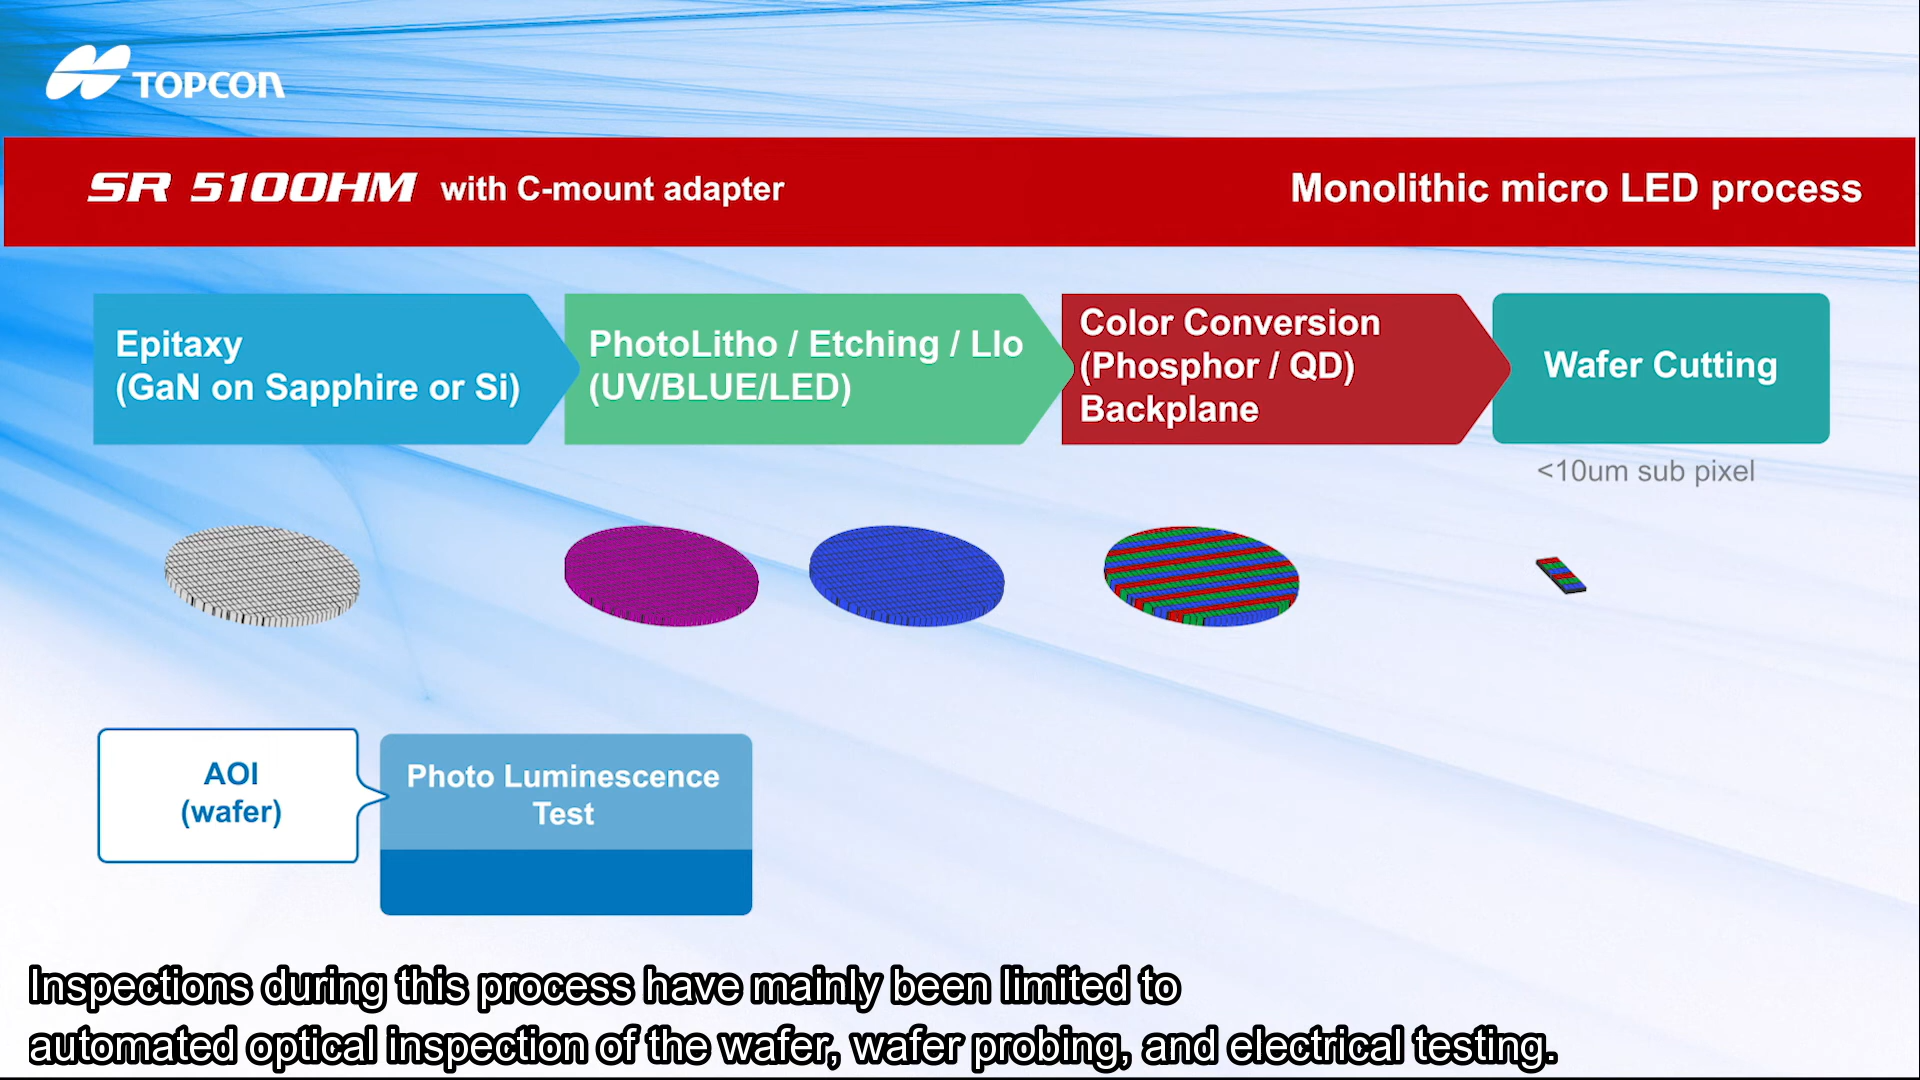 TOPCON
SR 5100HM with C-mount adapter
Monolithic micro LED process
Epitaxy
(GaN on Sapphire or Si)
PhotoLitho / Etching / Llo
(UV/BLUE/LED)
Color Conversion
(Phosphor / QD)
Backplane
Wafer Cutting
<10um sub pixel
AOI
(wafer)
Photo Luminescence
Test
Inspections during this process have mainly been limited to
automated optical inspection of the wafer, wafer probing, and electrical testing.